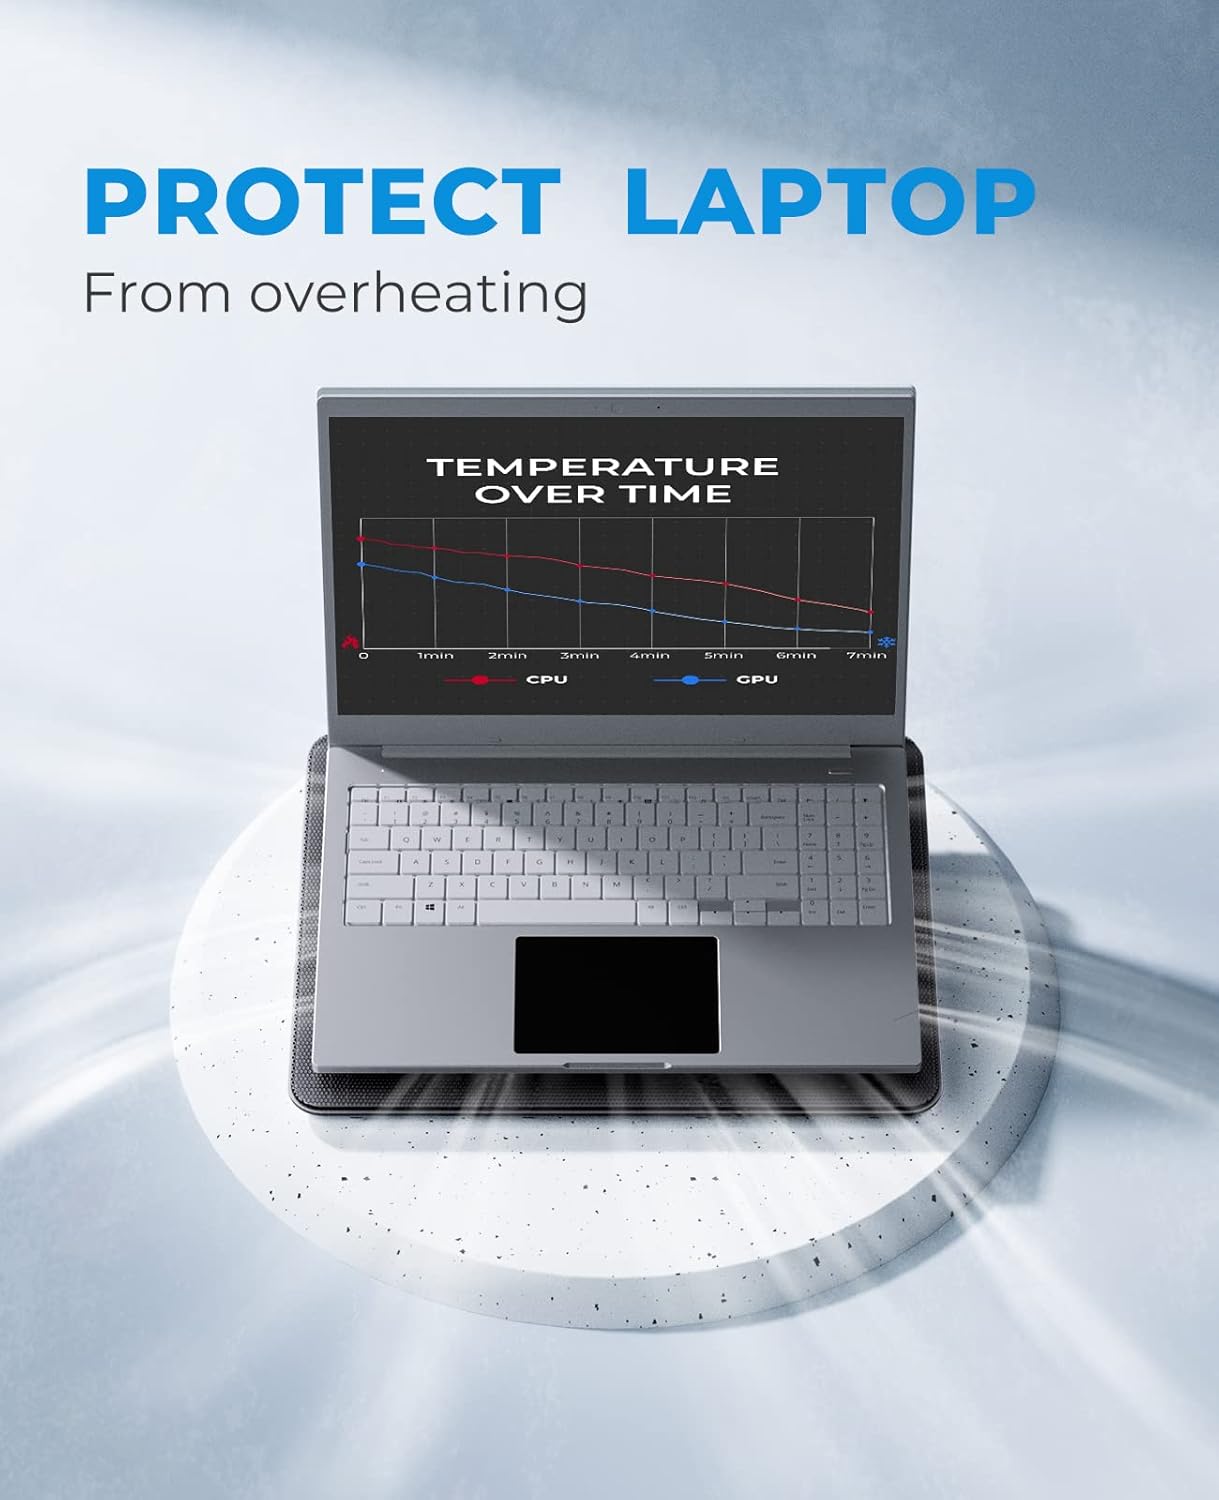 PROTECT LAPTOP
From overheating
TEMPERATURE
OVER TIME
0 1min 2min 3min 4min 5min 6min 7min
CPU GPU
Q W E R T Y U I O P
A S D F G H J K L
Z X C V B N M